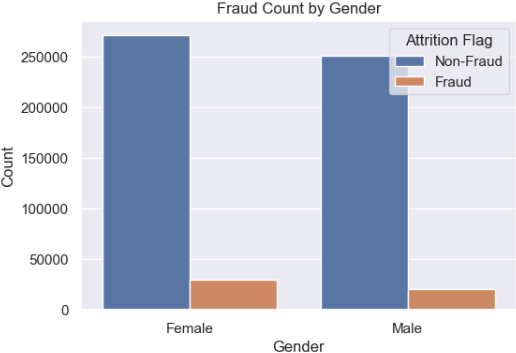 Fraud Count by Gender
Attrition Flag
Non-Fraud
Fraud
250000
200000
150000
100000
50000
0
Count
Female
Male
Gender